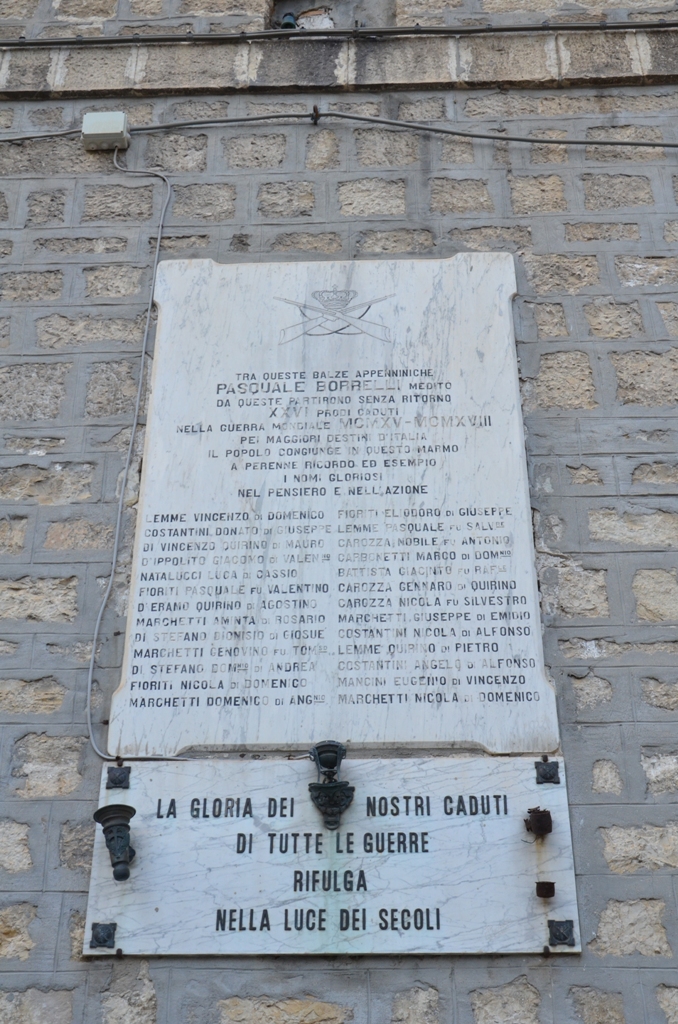 TRA QUESTE BALZE APPENNINICHE
PASQUALE BORRELLI MEDITO
DA QUESTE PARTIRONO SENZA RITORNO
XXVI PRODI CADUTI
NELLA GUERRA MONDIALE MCMXV-MCMXVIII
PEI MAGGIORI DESTINI D'ITALIA
IL POPOLO CONGIUNGE IN QUESTO MARMO
A PERENNE RICORDO ED ESEMPIO
I NOMI GLORIOSI
NEL PENSIERO E NELL'AZIONE
LEMME VINCENZO DI DOMENICO
COSTANTINI DONATO DI GIUSEPPE
DI VINCENZO QUIRINO DI MAURO
D'IPPOLITO GIACOMO DI VALEN.NO
NATALUCCI LUCA DI CASSIO
FIORITI PASQUALE FU VALENTINO
D'ERAMO QUIRINO DI AGOSTINO
MARCHETTI AMINTA DI ROSARIO
DI STEFANO DIONISIO DI GIOSUE
MARCHETTI GENOVINO FU
DI STEFANO DOM.CO DI ANDREA
FIORITI NICOLA DI DOMENICO
MARCHETTI DOMENICO DI ANG.
FIORITI ELIODORO DI GIUSEPPE
LEMME PASQUALE FU SALV.RE
CAROZZA NOBILE FU ANTONIO
CARBONETTI MARCO DI DOM.
BATTISTA GIACINTO FU
CAROZZA GENNARO DI QUIRINO
CAROZZA NICOLA FU SILVESTRO
MARCHETTI GIUSEPPE DI EMIDIO
COSTANTINI NICOLA DI ALFONSO
LEMME QUIRINO DI PIETRO
COSTANTINI ANGELO DI ALFONSO
MANCINI EUGENIO DI VINCENZO
MARCHETTI NICOLA DI DOMENICO
LA GLORIA DEI NOSTRI CADUTI
DI TUTTE LE GUERRE
RIFULGA
NELLA LUCE DEI SECOLI